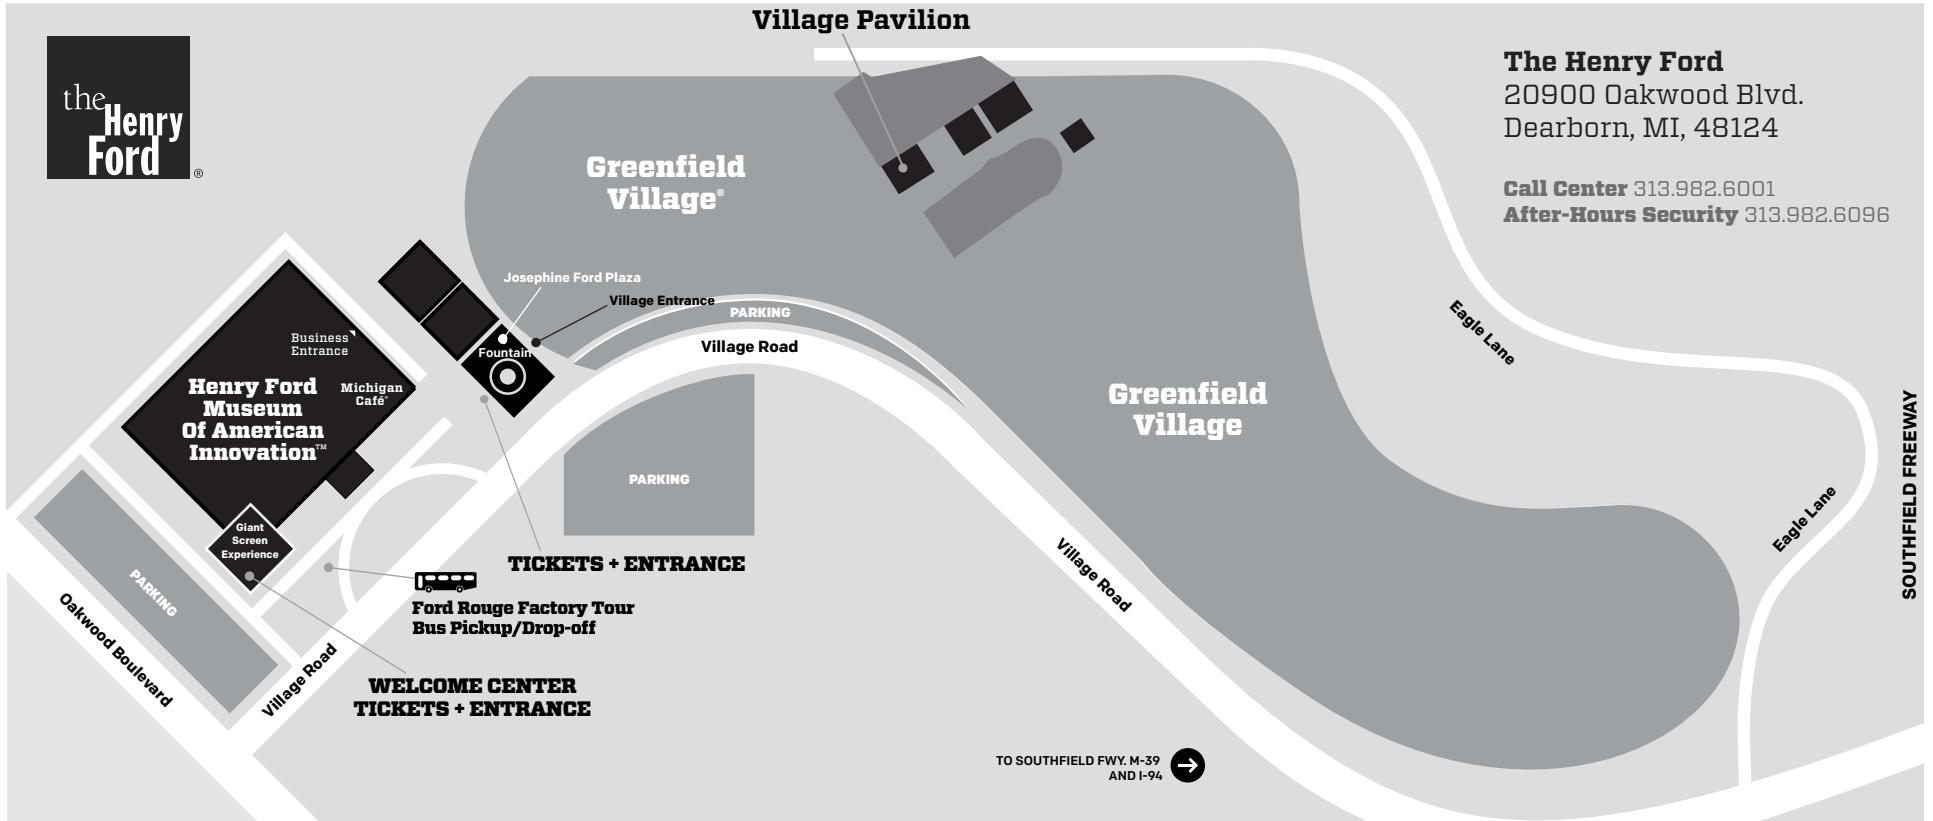 Village Pavilion
the
Henry
Ford®
The Henry Ford
20900 Oakwood Blvd.
Dearborn, MI, 48124
Call Center 313.982.6001
After-Hours Security 313.982.6096
Greenfield
Village®
Josephine Ford Plaza
Village Entrance
PARKING
Village Road
Fountain
Business
Entrance
Michigan
Café®
Henry Ford
Museum
Of American
Innovation™
Giant
Screen
Experience
PARKING
Oakwood Boulevard
Village Road
PARKING
TICKETS + ENTRANCE
Ford Rouge Factory Tour
Bus Pickup/Drop-off
WELCOME CENTER
TICKETS + ENTRANCE
Greenfield
Village
Village Road
Eagle Lane
Eagle Lane
SOUTHFIELD FREEWAY
TO SOUTHFIELD FWY. M-39
AND I-94